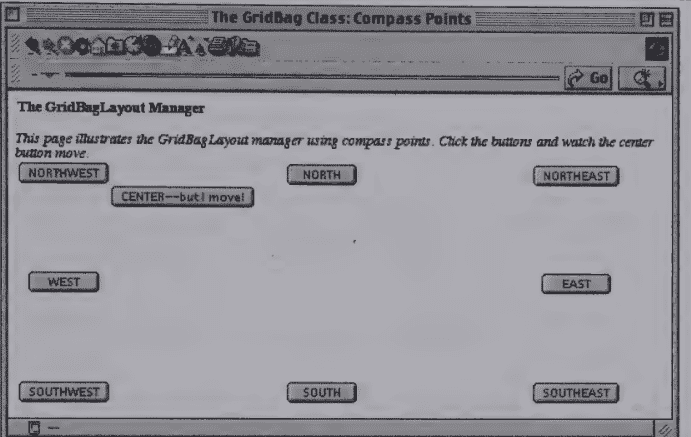 The GridBag Class: Compass Points
Go
The GridBagLayout Manager
This page illustrates the GridBagLayout manager using compass points. Click the buttons and watch the center
button move.
NORTHWEST NORTH NORTHEAST
CENTER--but I move!
WEST EAST
SOUTHWEST SOUTH SOUTHEAST